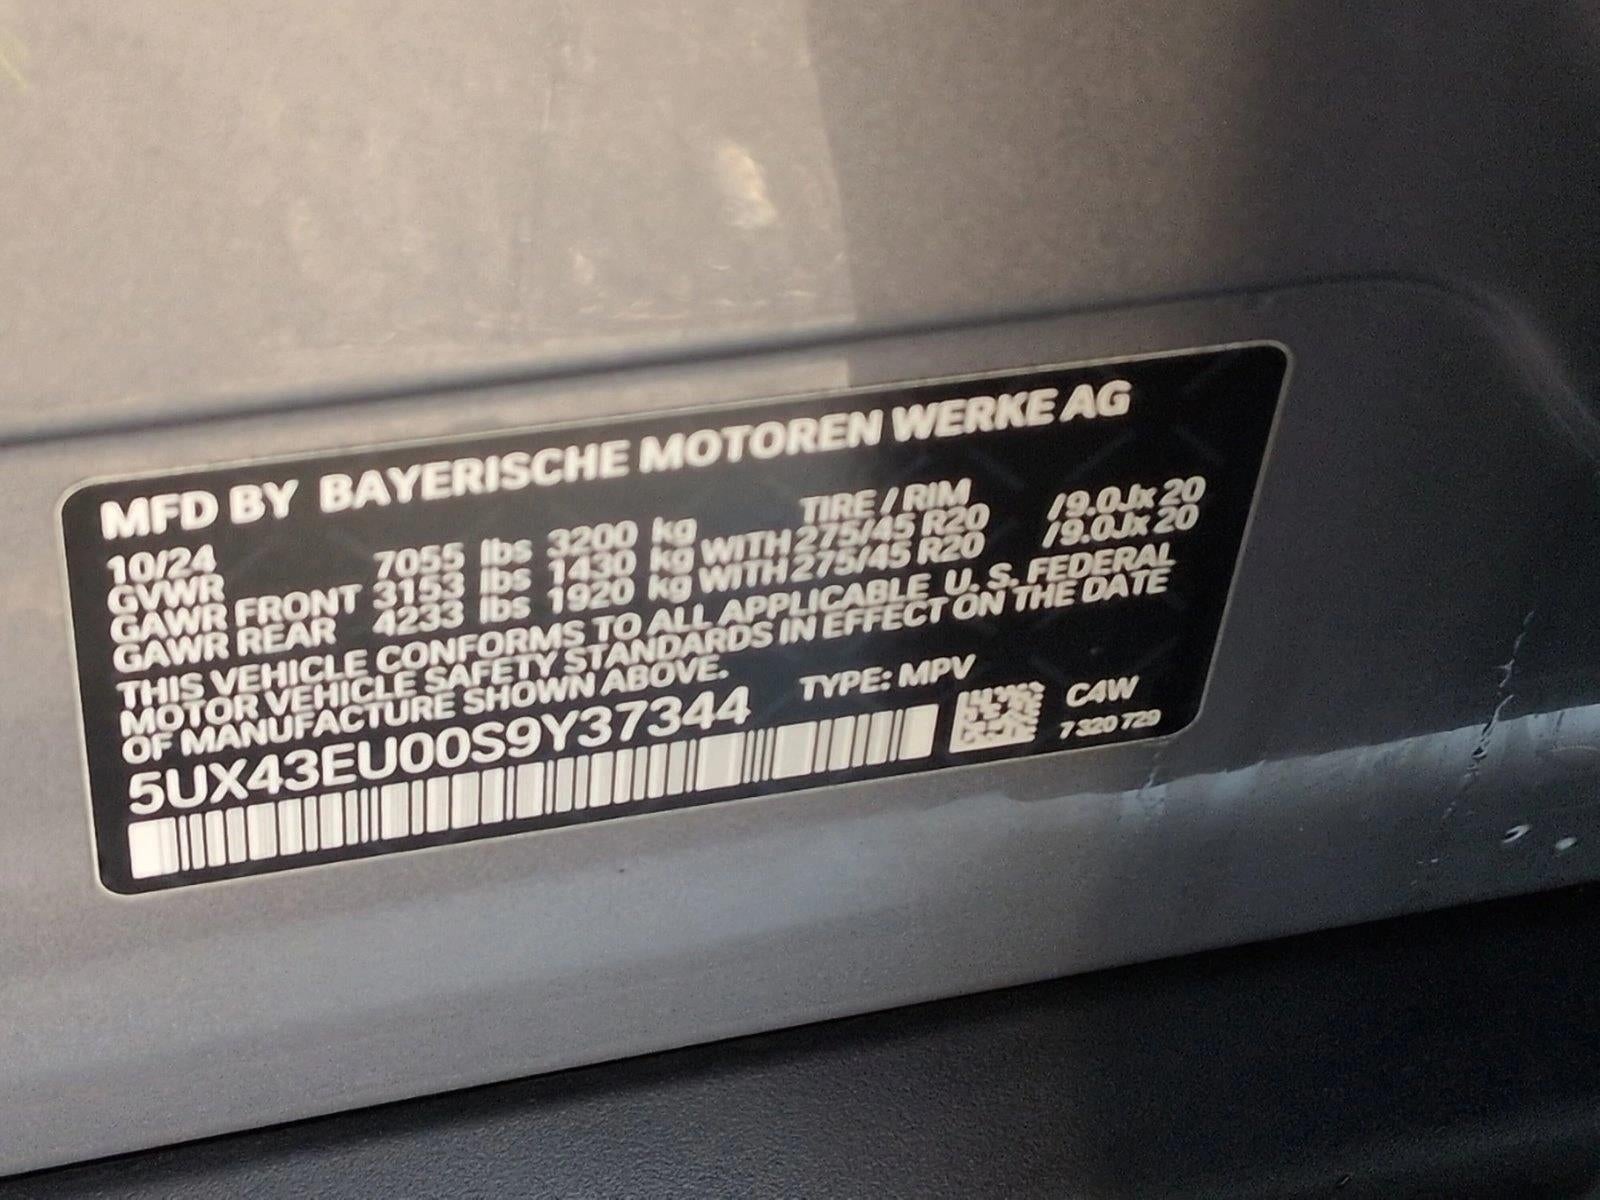 MFD BY BAYERISCHE MOTOREN WERKE AG
10/24 TIRE / RIM
GVWR 7055 lbs 3200 kg
GAWR FRONT 3153 lbs 1430 kg WITH 275/45 R20 /9.0Jx 20
GAWR REAR 4233 lbs 1920 kg WITH 275/45 R20 /9.0Jx 20
THIS VEHICLE CONFORMS TO ALL APPLICABLE U. S. FEDERAL
MOTOR VEHICLE SAFETY STANDARDS IN EFFECT ON THE DATE
OF MANUFACTURE SHOWN ABOVE.
5UX43EU00S9Y37344 TYPE: MPV
C4W
7 320 729